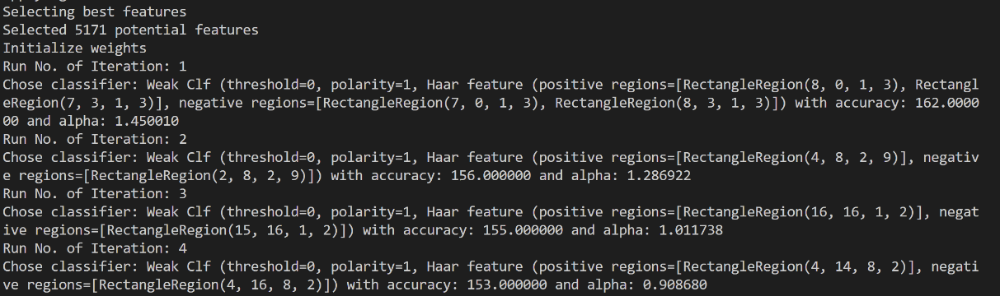 Selecting best features
Selected 5171 potential features
Initialize weights
Run No. of Iteration: 1
Chose classifier: Weak Clf (threshold=0, polarity=1, Haar feature (positive regions=[RectangleRegion(8, 0, 1, 3), Rectangl
eRegion(7, 3, 1, 3)], negative regions=[RectangleRegion(7, 0, 1, 3), RectangleRegion(8, 3, 1, 3)]) with accuracy: 162.0000
00 and alpha: 1.450010
Run No. of Iteration: 2
Chose classifier: Weak Clf (threshold=0, polarity=1, Haar feature (positive regions=[RectangleRegion(4, 8, 2, 9)], negativ
e regions=[RectangleRegion(2, 8, 2, 9)]) with accuracy: 156.000000 and alpha: 1.286922
Run No. of Iteration: 3
Chose classifier: Weak Clf (threshold=0, polarity=1, Haar feature (positive regions=[RectangleRegion(16, 16, 1, 2)], negat
ive regions=[RectangleRegion(15, 16, 1, 2)]) with accuracy: 155.000000 and alpha: 1.011738
Run No. of Iteration: 4
Chose classifier: Weak Clf (threshold=0, polarity=1, Haar feature (positive regions=[RectangleRegion(4, 14, 8, 2)], negati
ve regions=[RectangleRegion(4, 16, 8, 2)]) with accuracy: 153.000000 and alpha: 0.908680